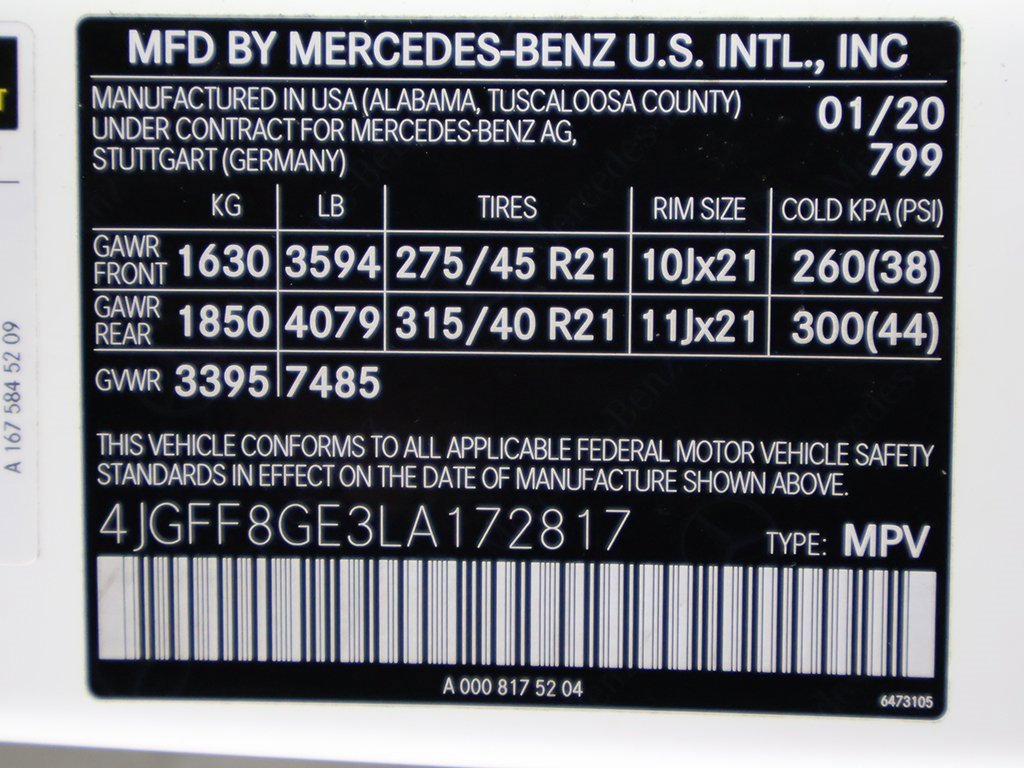 MFD BY MERCEDES-BENZ U.S. INTL., INC
MANUFACTURED IN USA (ALABAMA, TUSCALOOSA COUNTY) 01/20
UNDER CONTRACT FOR MERCEDES-BENZ AG,
STUTTGART (GERMANY) 799
KG LB TIRES RIM SIZE COLD KPA (PSI)
GAWR FRONT 1630 3594 275/45 R21 10Jx21 260(38)
GAWR REAR 1850 4079 315/40 R21 11Jx21 300(44)
GVWR 3395 7485
THIS VEHICLE CONFORMS TO ALL APPLICABLE FEDERAL MOTOR VEHICLE SAFETY
STANDARDS IN EFFECT ON THE DATE OF MANUFACTURE SHOWN ABOVE.
4JGFF8GE3LA172817 TYPE: MPV
A 000 817 52 04
6473105
A 167 584 52 09